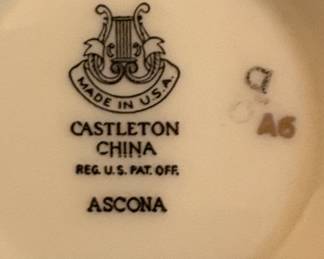 MADE IN U.S.A.
CASTLETON
CHINA
REG. U.S. PAT. OFF.
ASCONA
A6